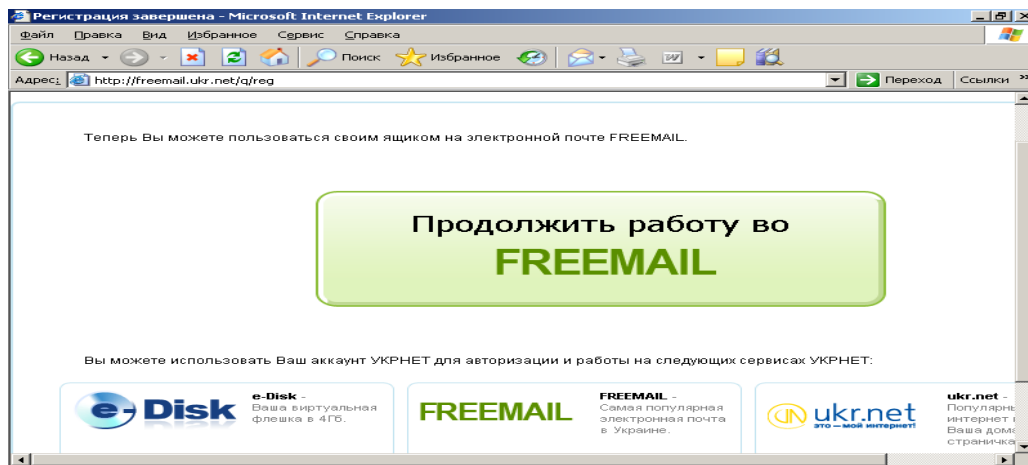 Регистрация завершена - Microsoft Internet Explorer
Файл Правка Вид Избранное Сервис Справка
Назад Поиск Избранное
Адрес: http://freemail.ukr.net/q/reg Переход Ссылки »
Теперь Вы можете пользоваться своим ящиком на электронной почте FREEMAIL.
Продолжить работу во
FREEMAIL
Вы можете использовать Ваш аккаунт УКРНЕТ для авторизации и работы на следующих сервисах УКРНЕТ:
e-Disk
e-Disk -
Ваша виртуальная
флешка в 4Гб.
FREEMAIL
FREEMAIL -
Самая популярная
электронная почта
в Украине.
ukr.net
это – мой интернет!
ukr.net -
интернет
Ваша
страничка